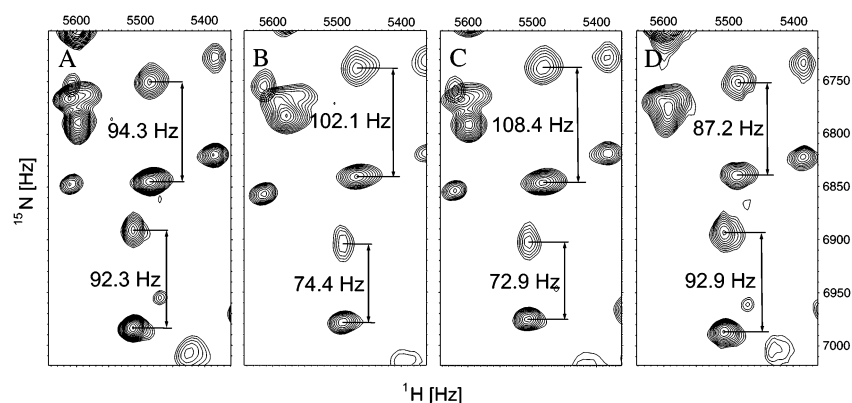 5600 5500 5400 5600 5500 5400 5600 5500 5400 5600 5500 5400
A B C D
94.3 Hz 102.1 Hz 108.4 Hz 87.2 Hz
92.3 Hz 74.4 Hz 72.9 Hz 92.9 Hz
6750
6800
6850
6900
6950
7000
¹⁵N [Hz]
¹H [Hz]